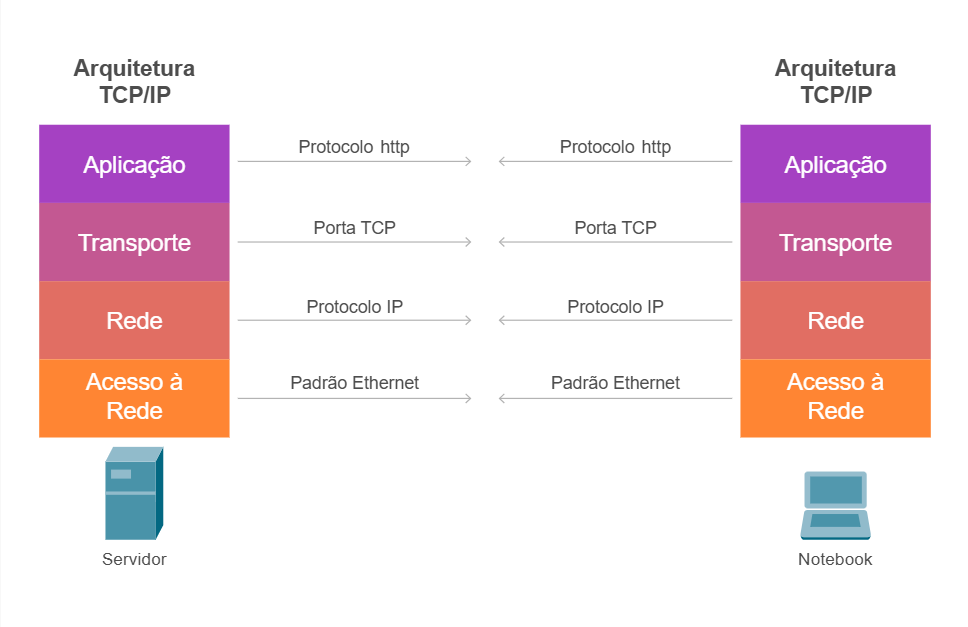 Arquitetura
TCP/IP
Arquitetura
TCP/IP
Aplicação
Protocolo http
Protocolo http
Aplicação
Transporte
Porta TCP
Porta TCP
Transporte
Rede
Protocolo IP
Protocolo IP
Rede
Acesso à
Rede
Padrão Ethernet
Padrão Ethernet
Acesso à
Rede
Servidor
Notebook